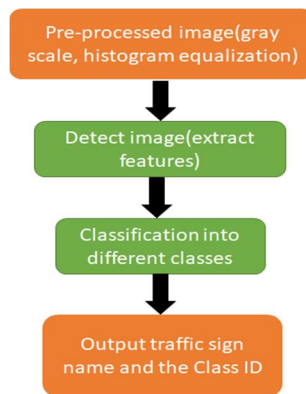 Pre-processed image(gray
scale, histogram equalization)
Detect image(extract
features)
Classification into
different classes
Output traffic sign
name and the Class ID